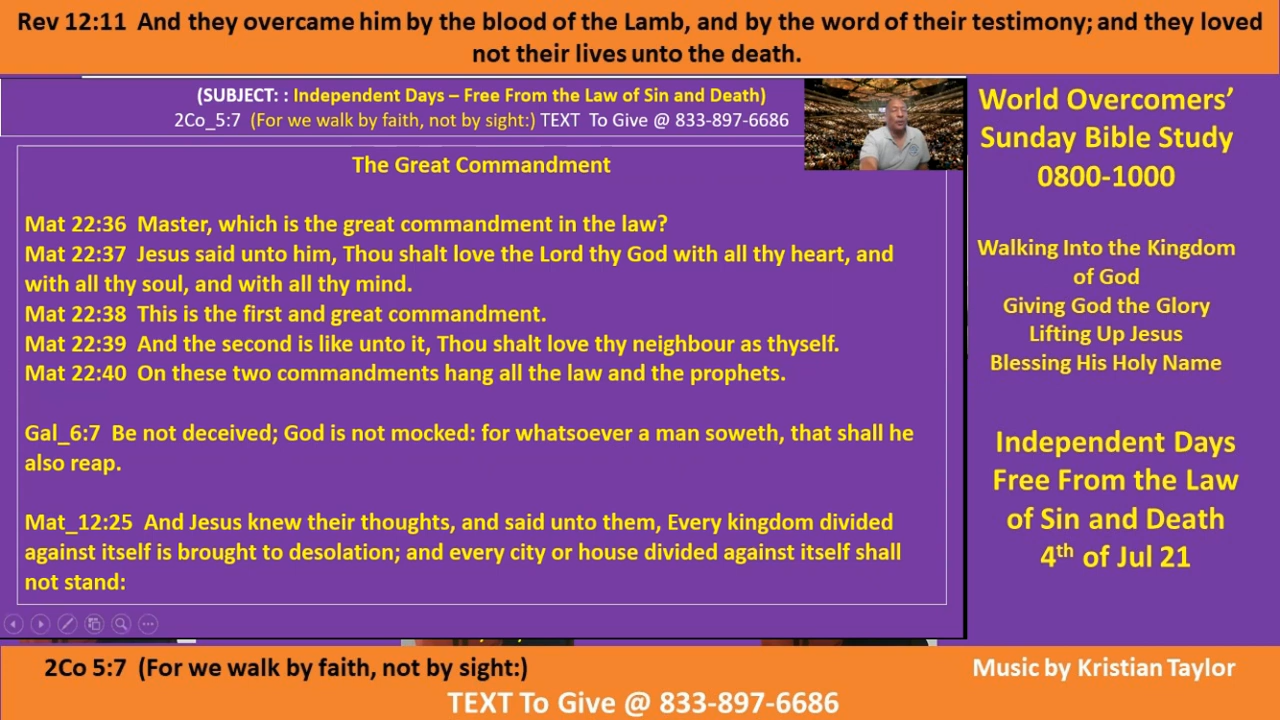 Rev 12:11  And they overcame him by the blood of the Lamb, and by the word of their testimony; and they loved
not their lives unto the death.
(SUBJECT: : Independent Days – Free From the Law of Sin and Death)
2Co_5:7  (For we walk by faith, not by sight:) TEXT  To Give @ 833-897-6686
The Great Commandment
Mat 22:36  Master, which is the great commandment in the law?
Mat 22:37  Jesus said unto him, Thou shalt love the Lord thy God with all thy heart, and
with all thy soul, and with all thy mind.
Mat 22:38  This is the first and great commandment.
Mat 22:39  And the second is like unto it, Thou shalt love thy neighbour as thyself.
Mat 22:40  On these two commandments hang all the law and the prophets.
Gal_6:7  Be not deceived; God is not mocked: for whatsoever a man soweth, that shall he
also reap.
Mat_12:25  And Jesus knew their thoughts, and said unto them, Every kingdom divided
against itself is brought to desolation; and every city or house divided against itself shall
not stand:
World Overcomers’
Sunday Bible Study
0800-1000
Walking Into the Kingdom
of God
Giving God the Glory
Lifting Up Jesus
Blessing His Holy Name
Independent Days
Free From the Law
of Sin and Death
4th of Jul 21
2Co 5:7  (For we walk by faith, not by sight:)
Music by Kristian Taylor
TEXT To Give @ 833-897-6686